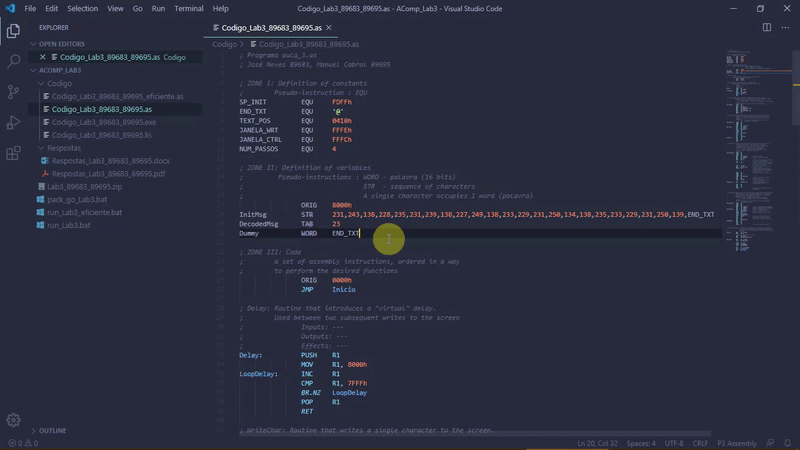 File Edit Selection View Go Run Terminal Help
Codigo_Lab3_89683_89695.as - AComp_Lab3 - Visual Studio Code
EXPLORER
OPEN EDITORS
Codigo_Lab3_89683_89695.as Codigo
ACOMP_LAB3
Codigo
Codigo_Lab3_89683_89695_eficiente.as
Codigo_Lab3_89683_89695.as
Codigo_Lab3_89683_89695.exe
Codigo_Lab3_89683_89695.lis
Respostas
Respostas_Lab3_89683_89695.docx
Respostas_Lab3_89683_89695.pdf
Lab3_89683_89695.zip
pack_go_Lab3.bat
run_Lab3_eficiente.bat
run_Lab3.bat
OUTLINE
Codigo_Lab3_89683_89695.as
Codigo > Codigo_Lab3_89683_89695.as
; Programa aula_3.as
; José Neves 89683, Manuel Cabral 89695
; ZONE I: Definition of constants
; Pseudo-instruction : EQU
SP_INIT EQU FDFFh
END_TXT EQU '@'
TEXT_POS EQU 0410h
JANELA_WRT EQU FFFEh
JANELA_CTRL EQU FFFCh
NUM_PASSOS EQU 4
; ZONE II: Definition of variables
; Pseudo-instructions : WORD - palavra (16 bits)
; STR - sequence of characters
; A single character occupies 1 word (palavra)
ORIG 8000h
InitMsg STR 231,243,138,228,235,231,239,138,227,249,138,233,229,231,250,134,138,235,233,229,231,250,139,END_TXT
DecodedMsg TAB 23
Dummy WORD END_TXT
; ZONE III: Code
; a set of assembly instructions, ordered in a way
; to perform the desired functions
ORIG 0000h
JMP Inicio
; Delay: Routine that introduces a "virtual" delay.
; Used between two subsequent writes to the screen
; Inputs: ---
; Outputs: ---
; Effects: ---
Delay: PUSH R1
MOV R1, 8000h
LoopDelay: INC R1
CMP R1, 7FFFh
BR.NZ LoopDelay
POP R1
RET
; WriteChar: Routine that writes a single character to the screen.
0 0 Ln 20, Col 32 Spaces: 4 UTF-8 CRLF P3 Assembly